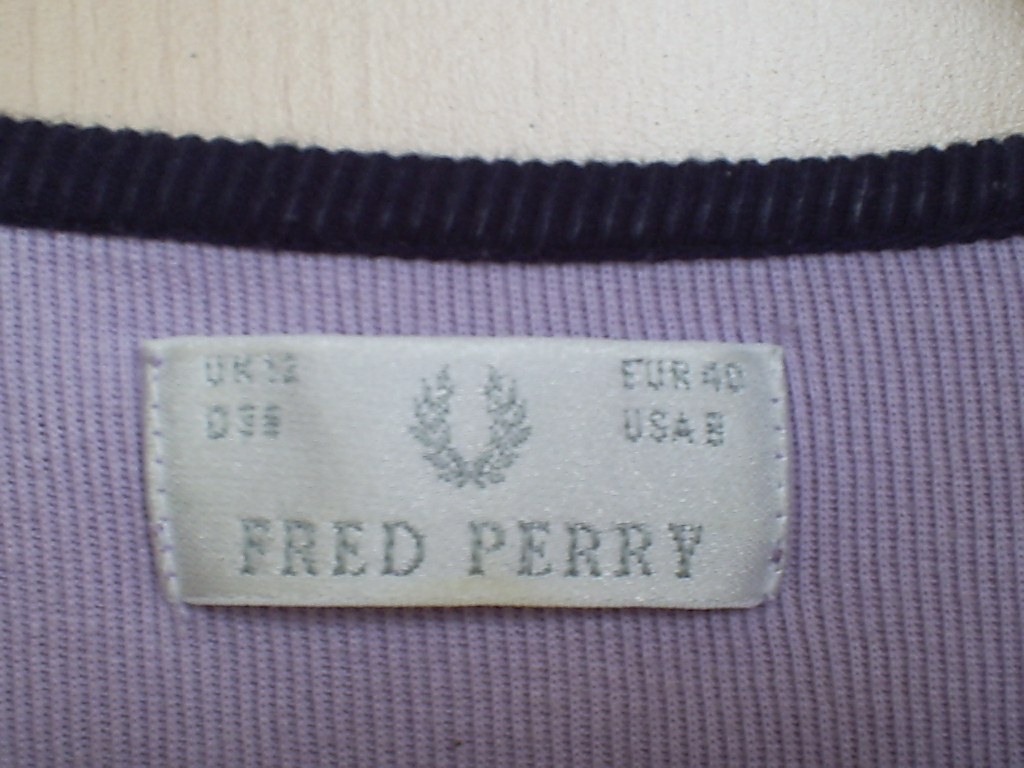 UK 12
D 38
EUR 40
USA 8
FRED PERRY